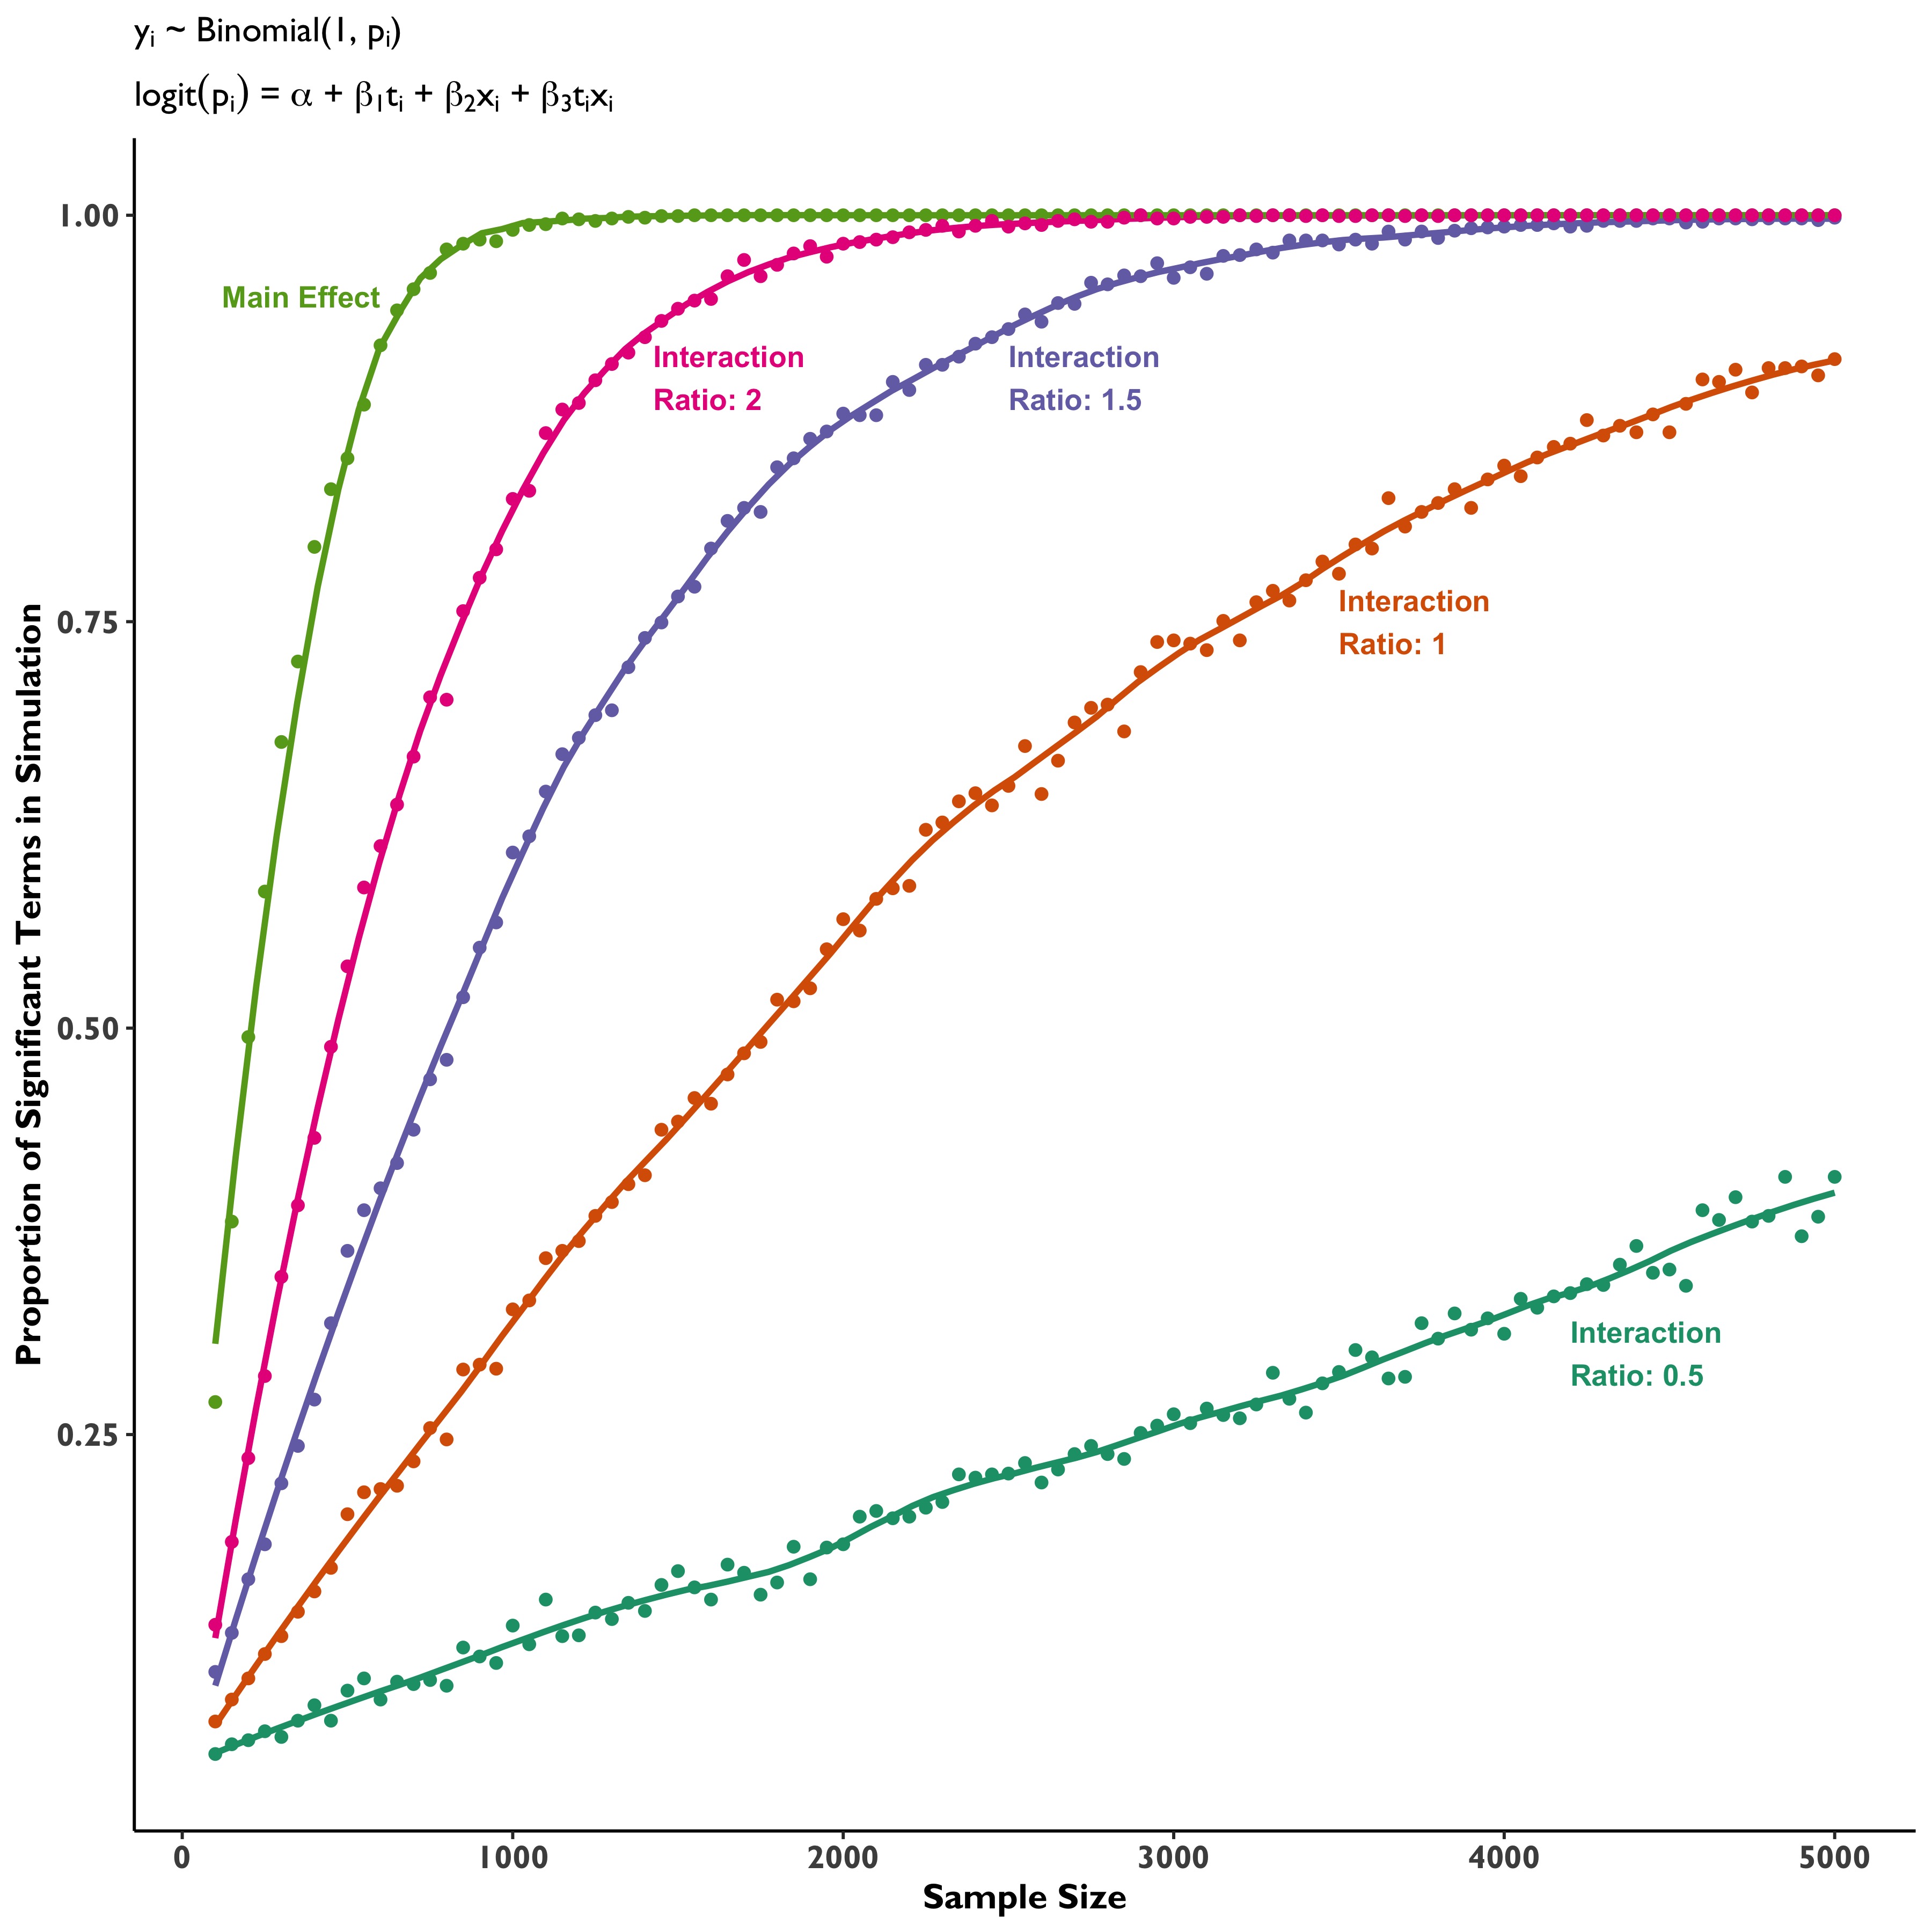 yᵢ ~ Binomial(1, pᵢ)
logit(pᵢ) = α + β₁tᵢ + β₂xᵢ + β₃tᵢxᵢ
Proportion of Significant Terms in Simulation
1.00
0.75
0.50
0.25
Main Effect
Interaction
Ratio: 2
Interaction
Ratio: 1.5
Interaction
Ratio: 1
Interaction
Ratio: 0.5
0 1000 2000 3000 4000 5000
Sample Size